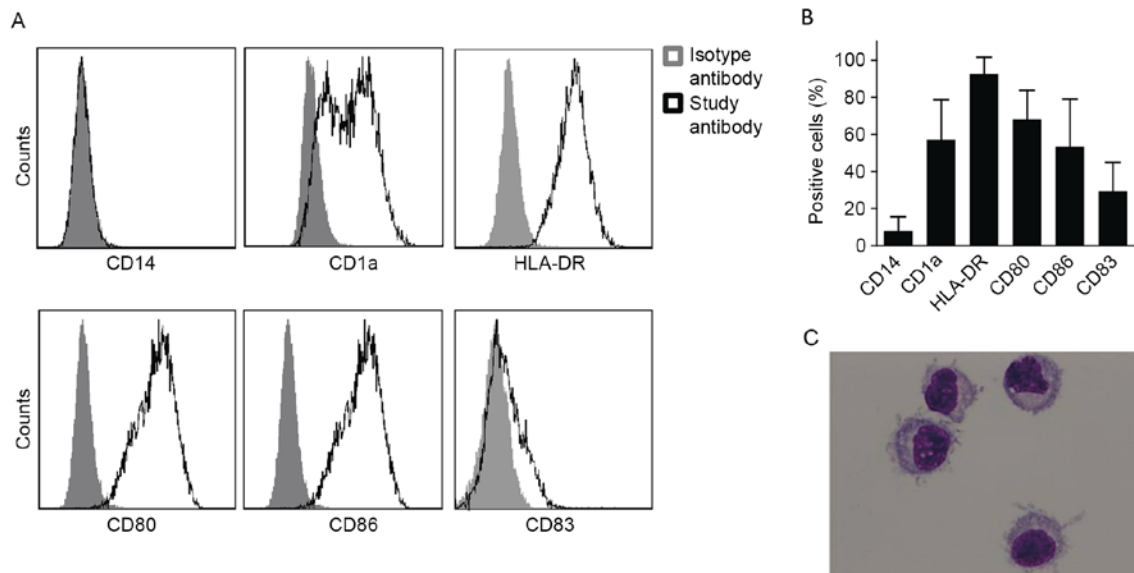 A
Counts
CD14
CD1a
HLA-DR
Isotype
antibody
Study
antibody
Counts
CD80
CD86
CD83
B
Positive cells (%)
100
80
60
40
20
0
CD14
CD1a
HLA-DR
CD80
CD86
CD83
C